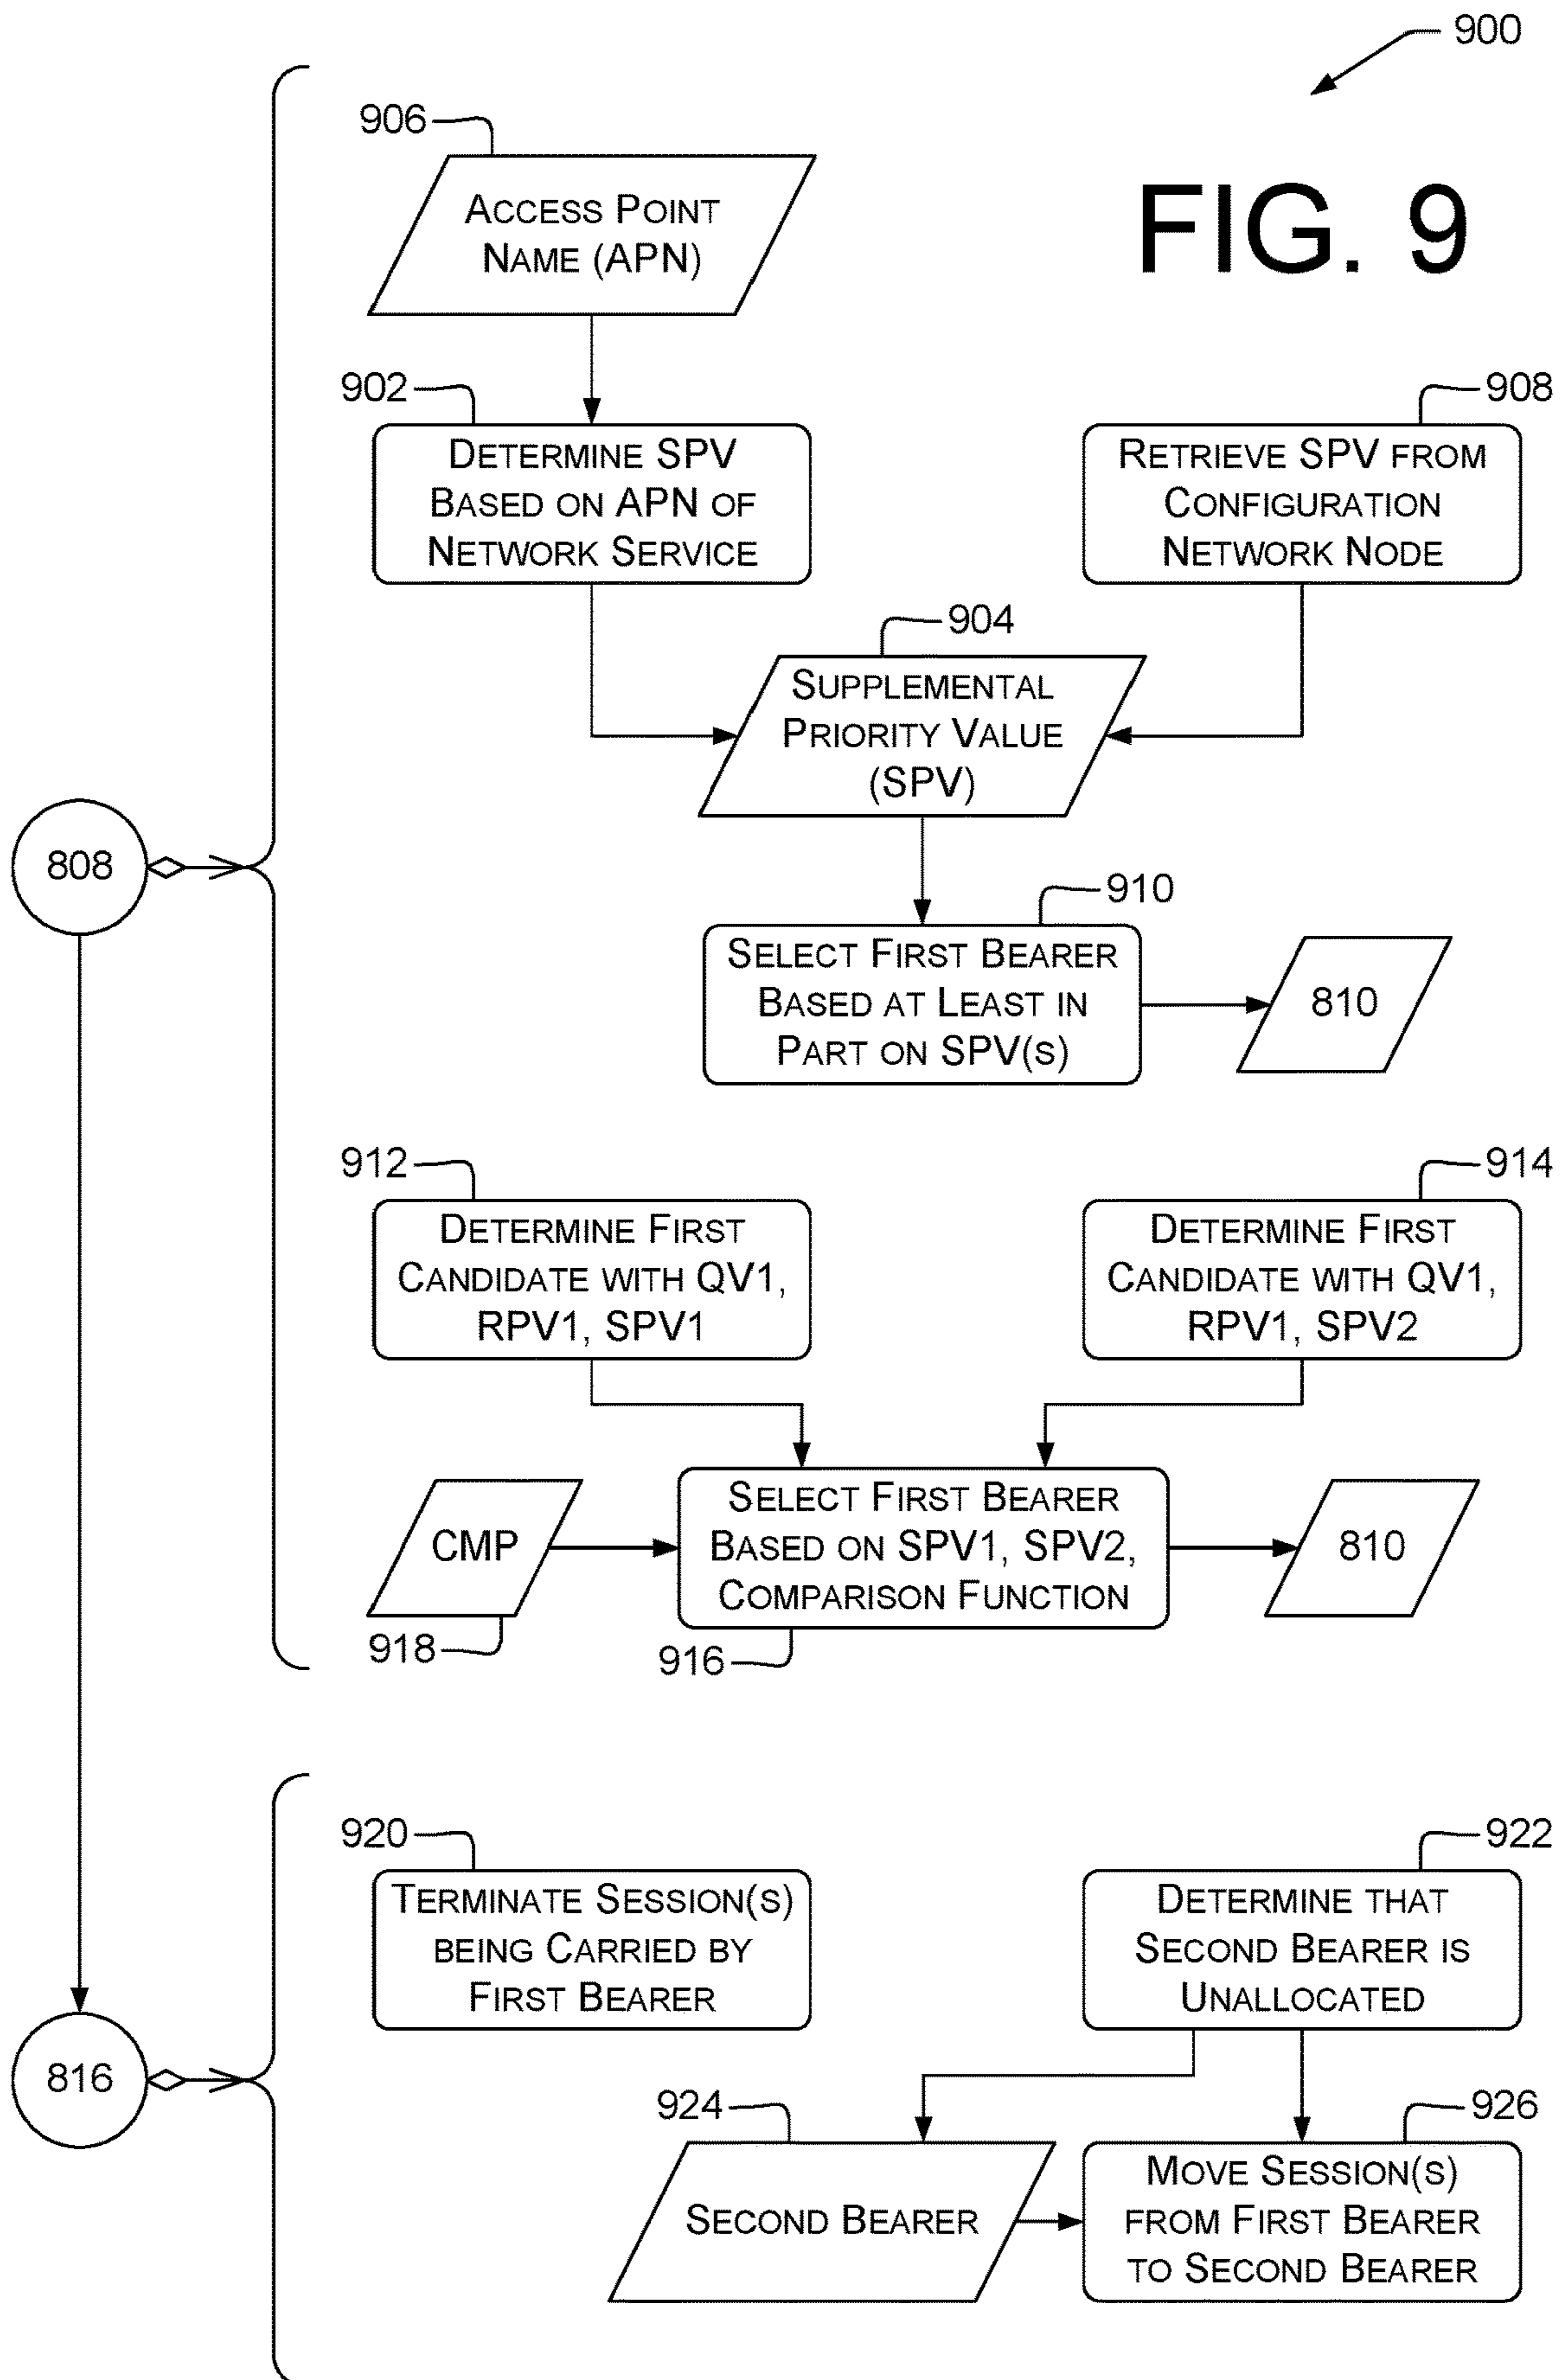 900
FIG. 9
906
ACCESS POINT
NAME (APN)
902
DETERMINE SPV
BASED ON APN OF
NETWORK SERVICE
908
RETRIEVE SPV FROM
CONFIGURATION
NETWORK NODE
904
SUPPLEMENTAL
PRIORITY VALUE
(SPV)
808
910
SELECT FIRST BEARER
BASED AT LEAST IN
PART ON SPV(S)
810
912
DETERMINE FIRST
CANDIDATE WITH QV1,
RPV1, SPV1
914
DETERMINE FIRST
CANDIDATE WITH QV1,
RPV1, SPV2
CMP
918
SELECT FIRST BEARER
BASED ON SPV1, SPV2,
COMPARISON FUNCTION
916
810
920
TERMINATE SESSION(S)
BEING CARRIED BY
FIRST BEARER
922
DETERMINE THAT
SECOND BEARER IS
UNALLOCATED
816
924
SECOND BEARER
926
MOVE SESSION(S)
FROM FIRST BEARER
TO SECOND BEARER